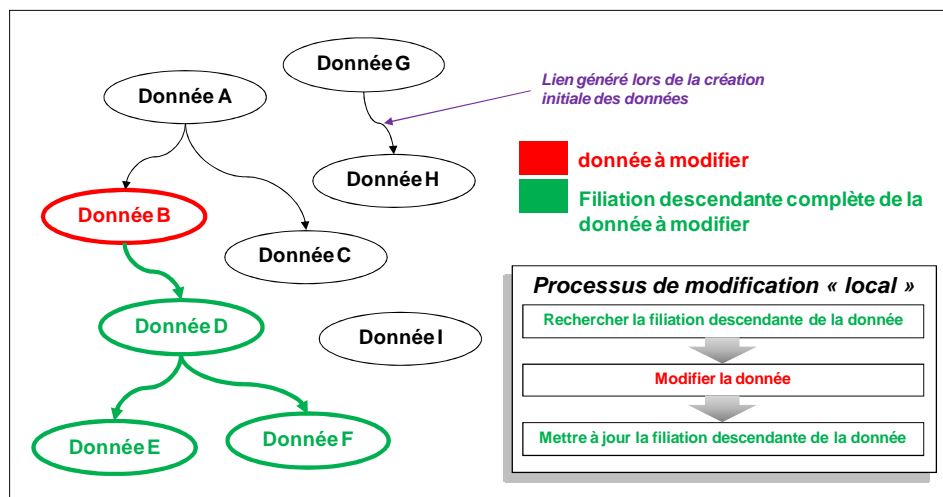 Donnée G
Donnée A
Lien généré lors de la création
initiale des données
donnée à modifier
Donnée H
Filiation descendante complète de la
donnée à modifier
Donnée B
Donnée C
Donnée D
Donnée I
Donnée E
Donnée F
Processus de modification « local »
Rechercher la filiation descendante de la donnée
Modifier la donnée
Mettre à jour la filiation descendante de la donnée